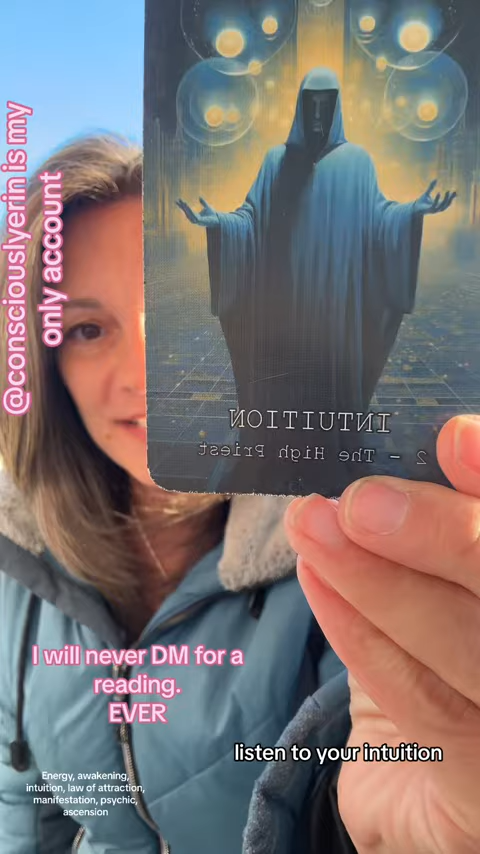 @consciouslyerin is my
only account
INTUITION
2 - The High Priest
I will never DM for a
reading.
EVER
listen to your intuition
Energy, awakening,
intuition, law of attraction,
manifestation, psychic,
ascension